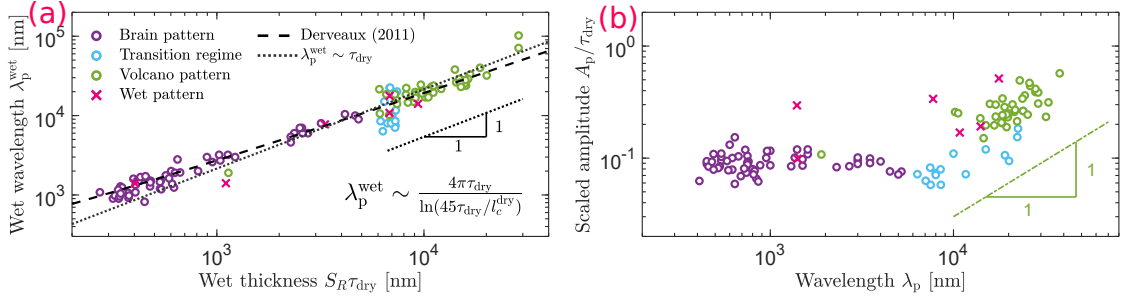 (a)
Wet wavelength λ_p^wet [nm]
10^5
10^4
10^3
Brain pattern
Transition regime
Volcano pattern
Wet pattern
Derveaux (2011)
λ_p^wet ∼ τ_dry
1
1
λ_p^wet ∼ 4πτ_dry / ln(45τ_dry/l_c^dry)
10^3
10^4
Wet thickness S_R τ_dry [nm]
(b)
Scaled amplitude A_p/τ_dry
10^0
10^-1
1
1
10^3
10^4
Wavelength λ_p [nm]